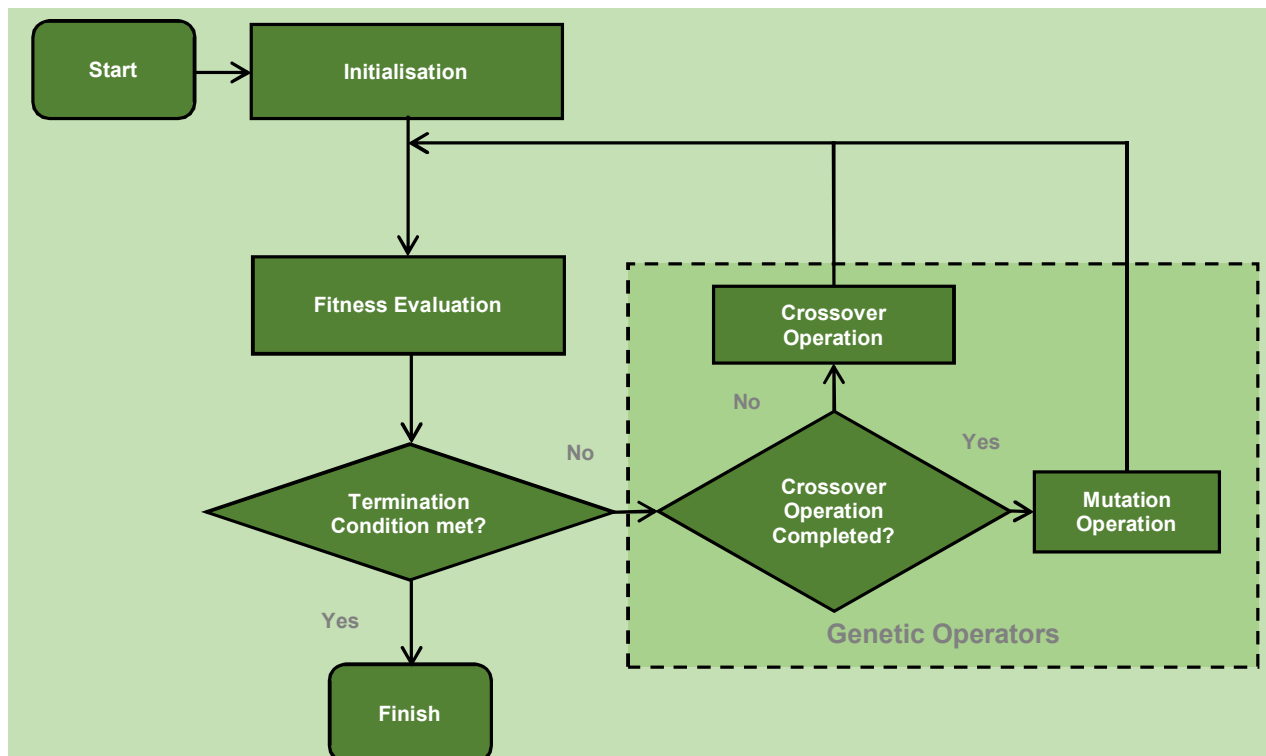 Start
Initialisation
Fitness Evaluation
Crossover
Operation
No
Yes
No
Termination
Condition met?
Crossover
Operation
Completed?
Mutation
Operation
Yes
Genetic Operators
Finish